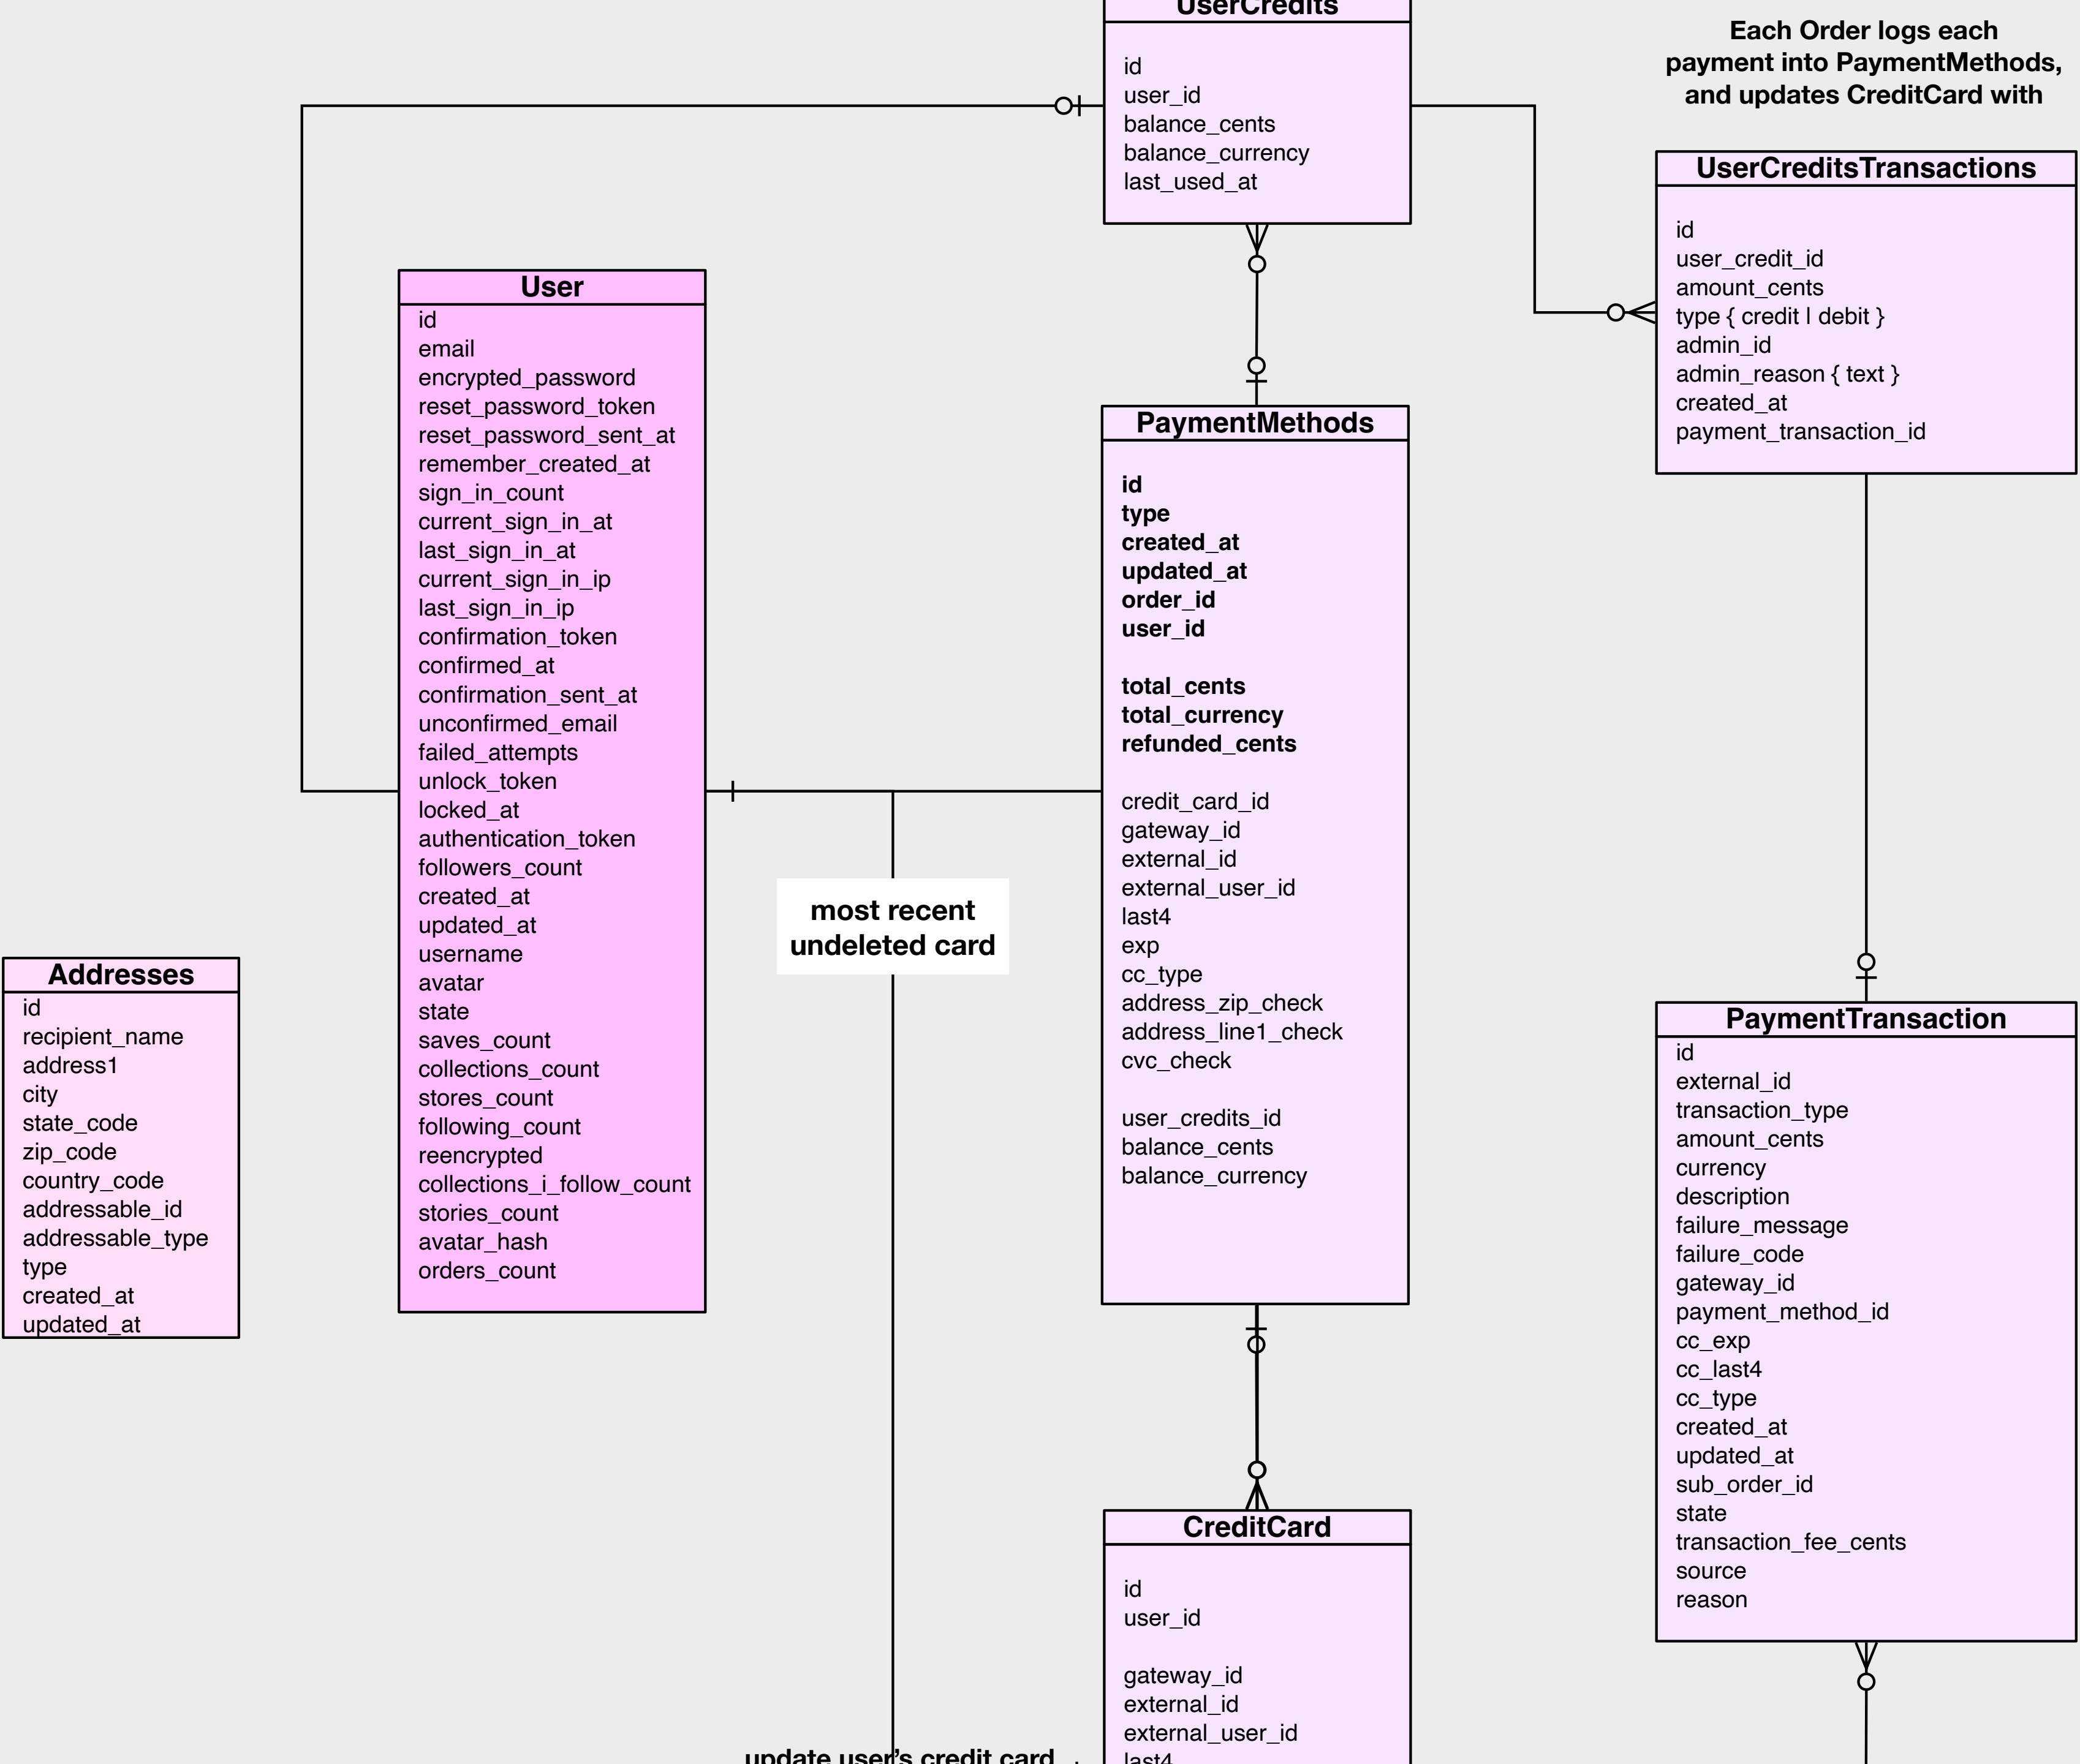 UserCredits
id
user_id
balance_cents
balance_currency
last_used_at
Each Order logs each
payment into PaymentMethods,
and updates CreditCard with
UserCreditsTransactions
id
user_credit_id
amount_cents
type { credit | debit }
admin_id
admin_reason { text }
created_at
payment_transaction_id
User
id
email
encrypted_password
reset_password_token
reset_password_sent_at
remember_created_at
sign_in_count
current_sign_in_at
last_sign_in_at
current_sign_in_ip
last_sign_in_ip
confirmation_token
confirmed_at
confirmation_sent_at
unconfirmed_email
failed_attempts
unlock_token
locked_at
authentication_token
followers_count
created_at
updated_at
username
avatar
state
saves_count
collections_count
stores_count
following_count
reencrypted
collections_i_follow_count
stories_count
avatar_hash
orders_count
PaymentMethods
id
type
created_at
updated_at
order_id
user_id
total_cents
total_currency
refunded_cents
credit_card_id
gateway_id
external_id
external_user_id
last4
exp
cc_type
address_zip_check
address_line1_check
cvc_check
user_credits_id
balance_cents
balance_currency
most recent
undeleted card
Addresses
id
recipient_name
address1
city
state_code
zip_code
country_code
addressable_id
addressable_type
type
created_at
updated_at
PaymentTransaction
id
external_id
transaction_type
amount_cents
currency
description
failure_message
failure_code
gateway_id
payment_method_id
cc_exp
cc_last4
cc_type
created_at
updated_at
sub_order_id
state
transaction_fee_cents
source
reason
CreditCard
id
user_id
gateway_id
external_id
external_user_id
last4
update user's credit card